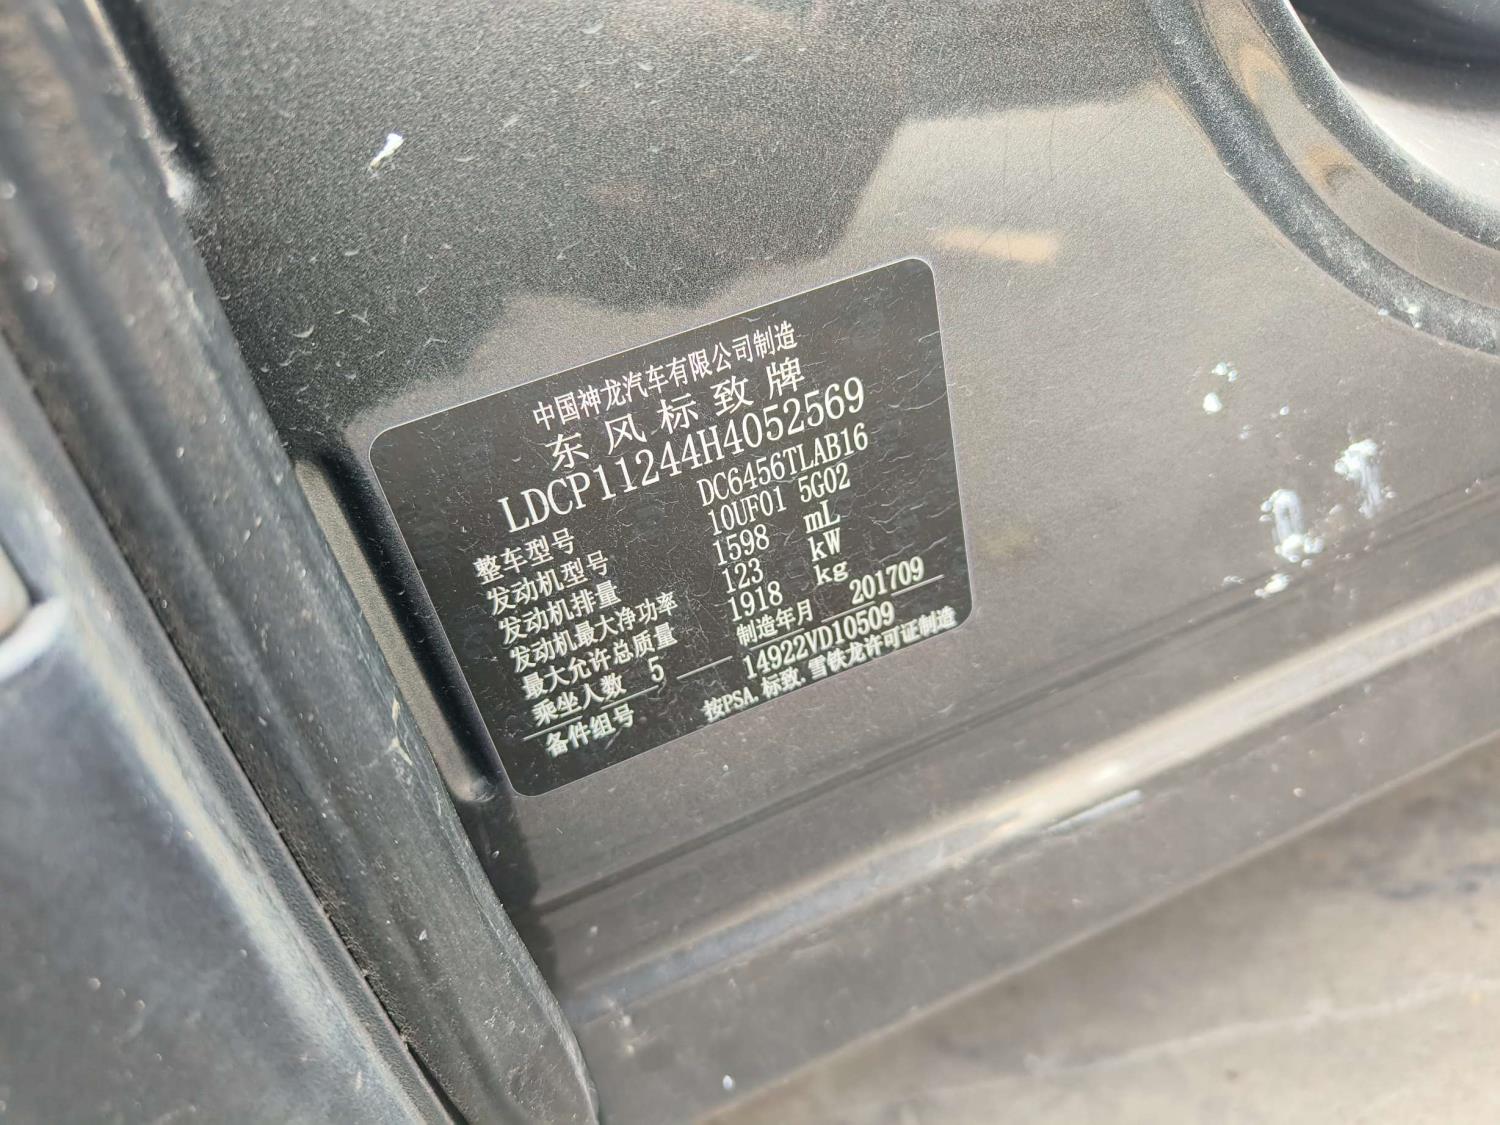 中国神龙汽车有限公司制造
东风标致牌
LDCP11244H4052569
整车型号 DC6456TLAB16
发动机型号 10UF01 5G02
发动机排量 1598 mL
发动机最大净功率 123 kW
最大允许总质量 1918 kg
乘坐人数 5 制造年月 201709
备件组号 14922VD10509
按PSA.标致.雪铁龙许可证制造